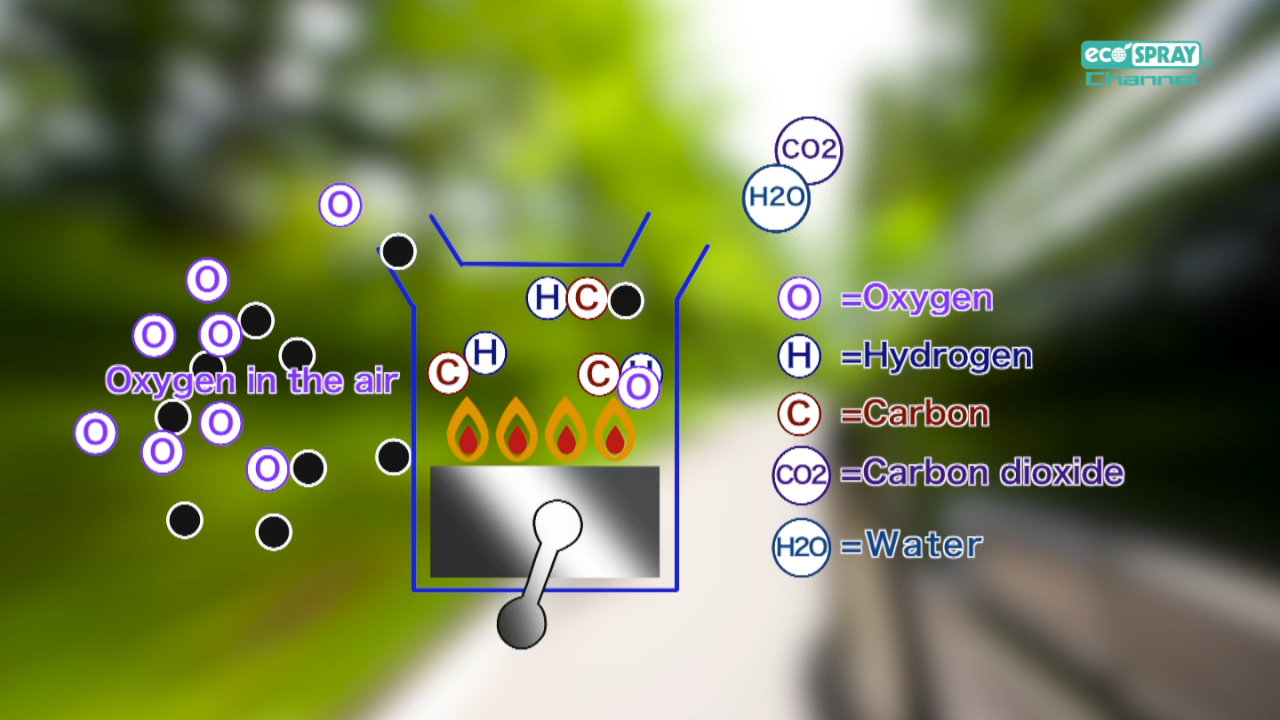 eco SPRAY
Channel
CO2
H2O
O
O
O
O
O
O
O
O
Oxygen in the air
H C
C H
C H
O
O =Oxygen
H =Hydrogen
C =Carbon
CO2 =Carbon dioxide
H2O =Water